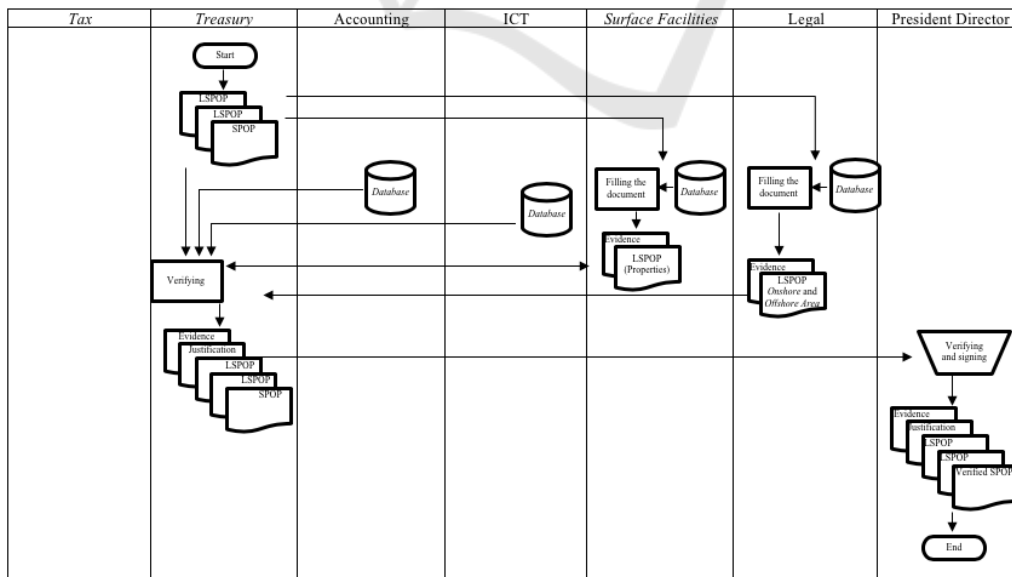 Tax Treasury Accounting ICT Surface Facilities Legal President Director
Start
LSPOP
LSPOP
SPOP
Database
Database
Filling the
document
Database
Filling the
document
Database
Evidence
LSPOP
(Properties)
Evidence
LSPOP
Onshore and
Offshore Area
Verifying
Evidence
Justification
LSPOP
LSPOP
SPOP
Verifying
and signing
Evidence
Justification
LSPOP
LSPOP
Verified SPOP
End